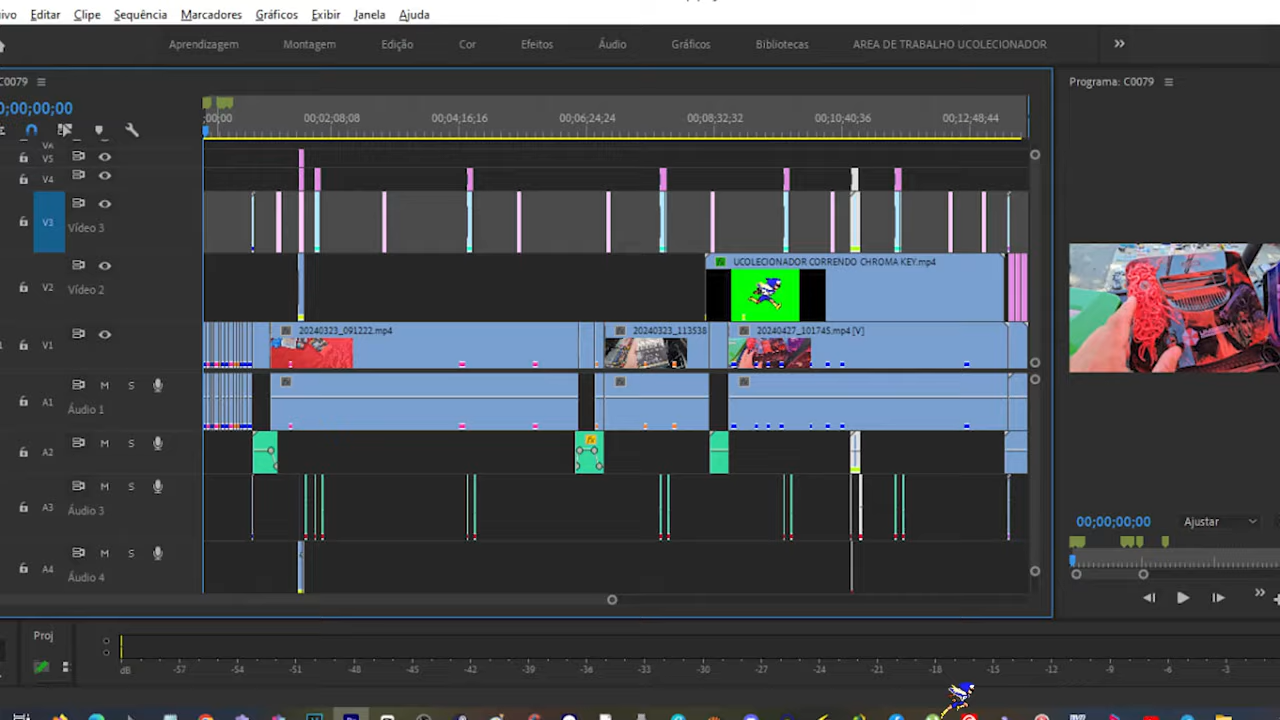 ivo Editar Clipe Sequência Marcadores Gráficos Exibir Janela Ajuda
Aprendizagem Montagem Edição Cor Efeitos Áudio Gráficos Bibliotecas AREA DE TRABALHO UCOLECIONADOR
C0079
Programa: C0079
0;00;00;00
;00;00 00;02;08;08 00;04;16;16 00;06;24;24 00;08;32;32 00;10;40;36 00;12;48;44
V5
V4
V3
Vídeo 3
UCOLECIONADOR CORRENDO CHROMA KEY.mp4
V2 Vídeo 2
20240323_091222.mp4 20240323_113538 20240427_101745.mp4 [V]
V1
M S
A1
Áudio 1
M S
A2
M S
A3 Áudio 3
00;00;00;00 Ajustar
M S
A4 Áudio 4
Proj
dB -57 -54 -51 -48 -45 -42 -39 -36 -33 -30 -27 -24 -21 -18 -15 -12 -9 -6 -3